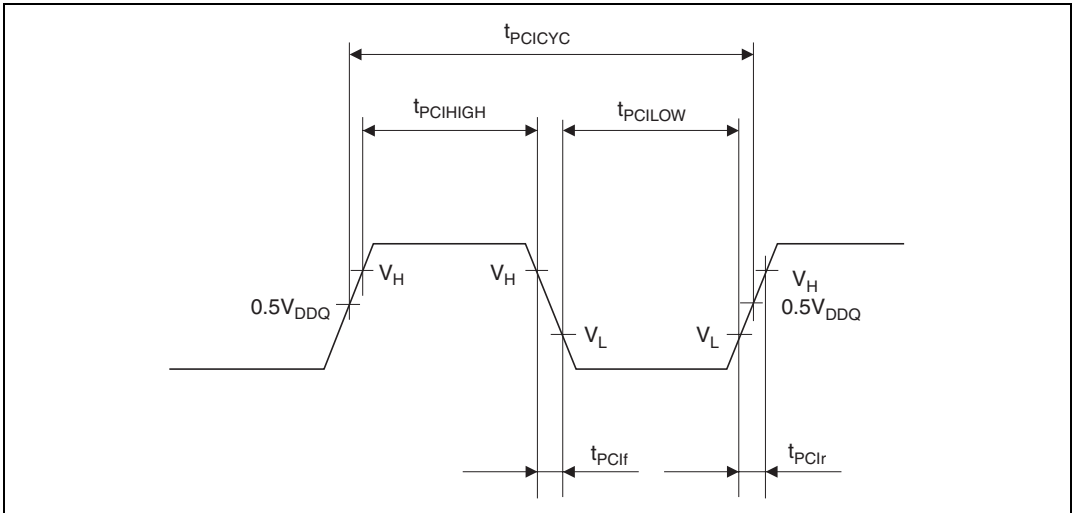 tPCICYC
tPCIHIGH
tPCILOW
VH
VH
VH
0.5VDDQ
0.5VDDQ
VL
VL
tPCIf
tPCIr